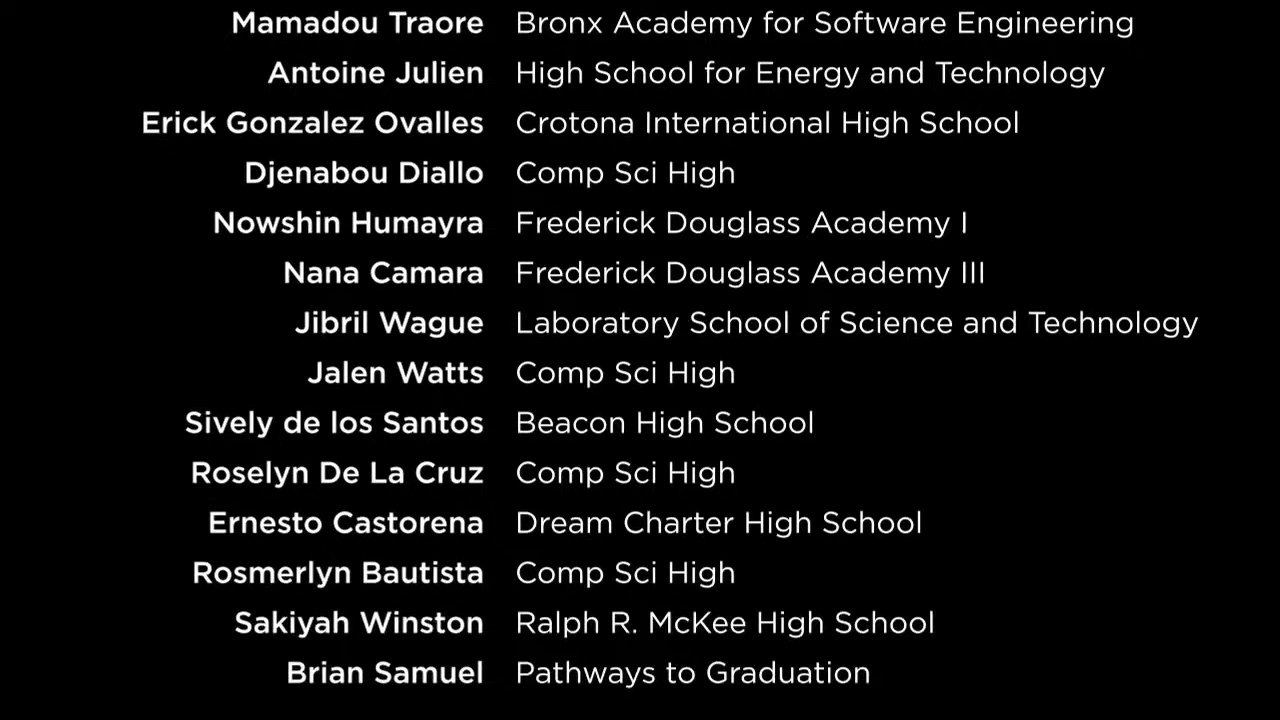 Mamadou Traore Bronx Academy for Software Engineering
Antoine Julien High School for Energy and Technology
Erick Gonzalez Ovalles Crotona International High School
Djenabou Diallo Comp Sci High
Nowshin Humayra Frederick Douglass Academy I
Nana Camara Frederick Douglass Academy III
Jibril Wague Laboratory School of Science and Technology
Jalen Watts Comp Sci High
Sively de los Santos Beacon High School
Roselyn De La Cruz Comp Sci High
Ernesto Castorena Dream Charter High School
Rosmerlyn Bautista Comp Sci High
Sakiyah Winston Ralph R. McKee High School
Brian Samuel Pathways to Graduation